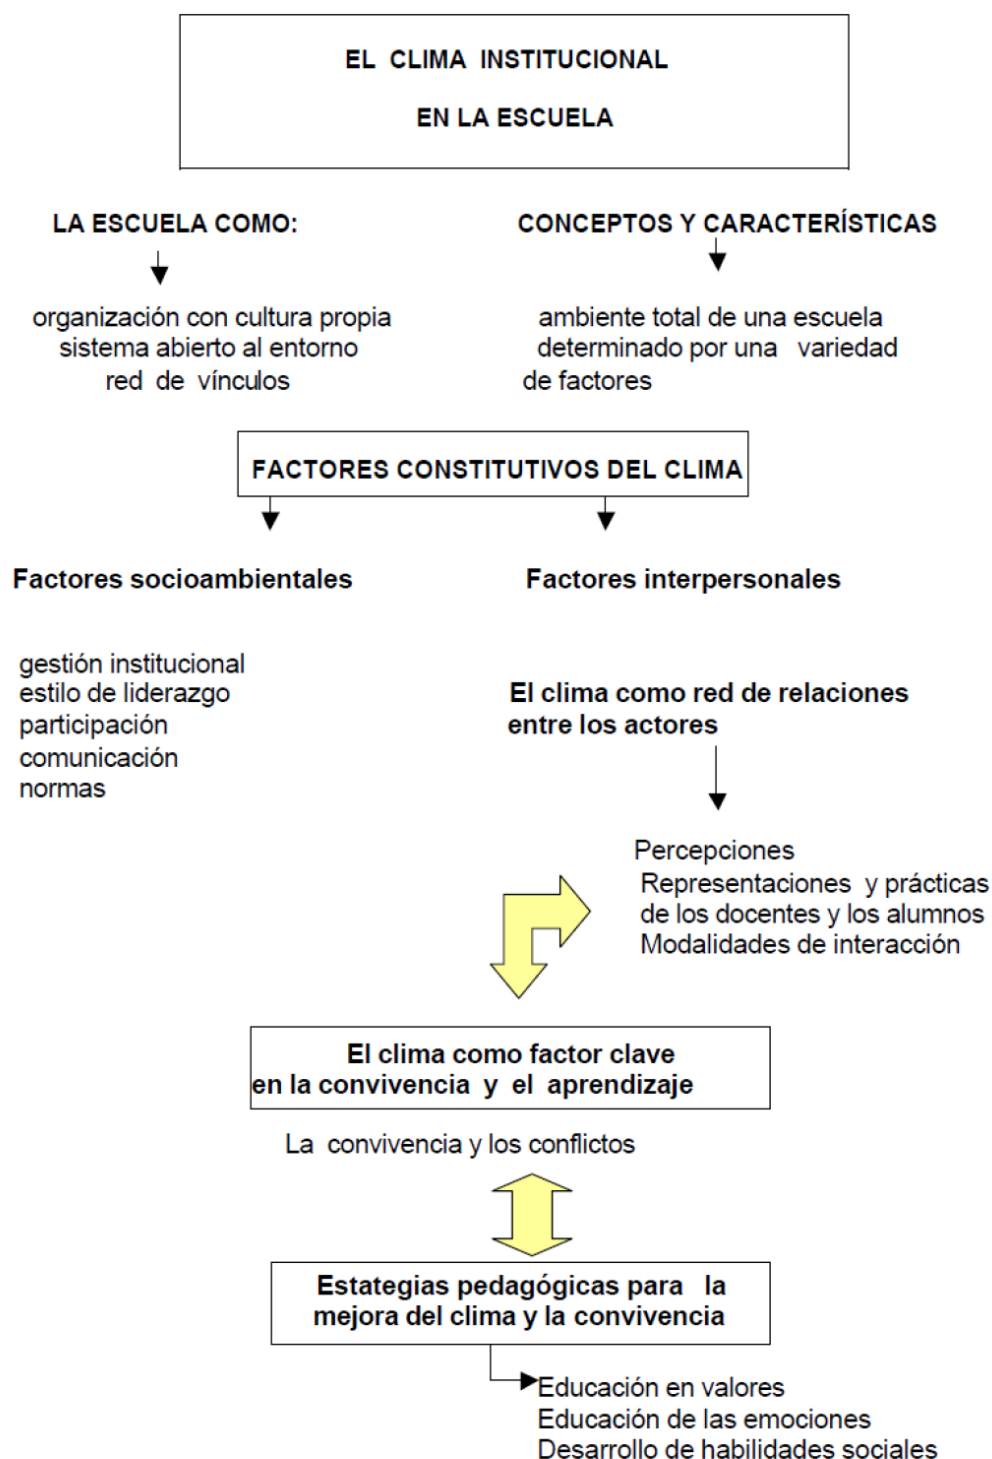 EL CLIMA INSTITUCIONAL
EN LA ESCUELA
LA ESCUELA COMO:
organización con cultura propia
sistema abierto al entorno
red de vínculos
CONCEPTOS Y CARACTERÍSTICAS
ambiente total de una escuela
determinado por una variedad
de factores
FACTORES CONSTITUTIVOS DEL CLIMA
Factores socioambientales
gestión institucional
estilo de liderazgo
participación
comunicación
normas
Factores interpersonales
El clima como red de relaciones
entre los actores
Percepciones
Representaciones y prácticas
de los docentes y los alumnos
Modalidades de interacción
El clima como factor clave
en la convivencia y el aprendizaje
La convivencia y los conflictos
Estategias pedagógicas para la
mejora del clima y la convivencia
Educación en valores
Educación de las emociones
Desarrollo de habilidades sociales